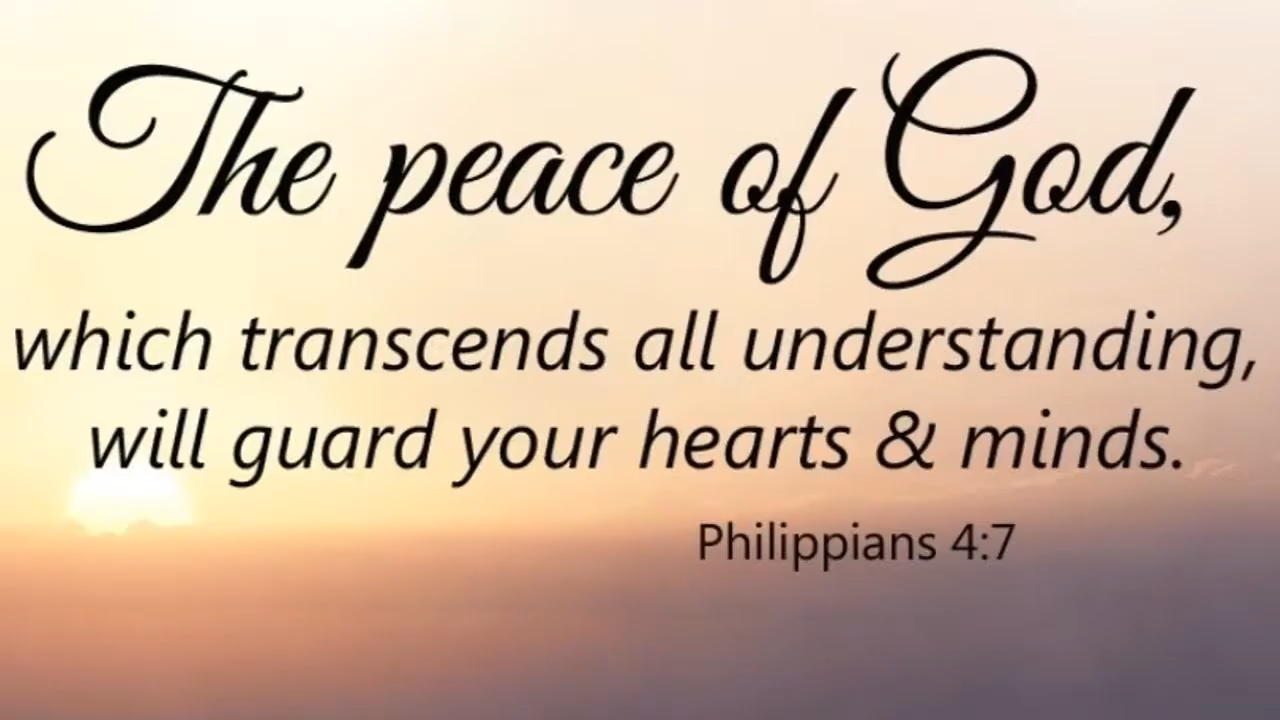 The peace of God,
which transcends all understanding,
will guard your hearts & minds.
Philippians 4:7